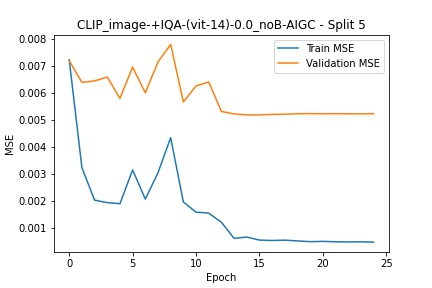 CLIP_image-+IQA-(vit-14)-0.0_noB-AIGC - Split 5
Train MSE
Validation MSE
0.008
0.007
0.006
0.005
0.004
0.003
0.002
0.001
MSE
0
5
10
15
20
25
Epoch